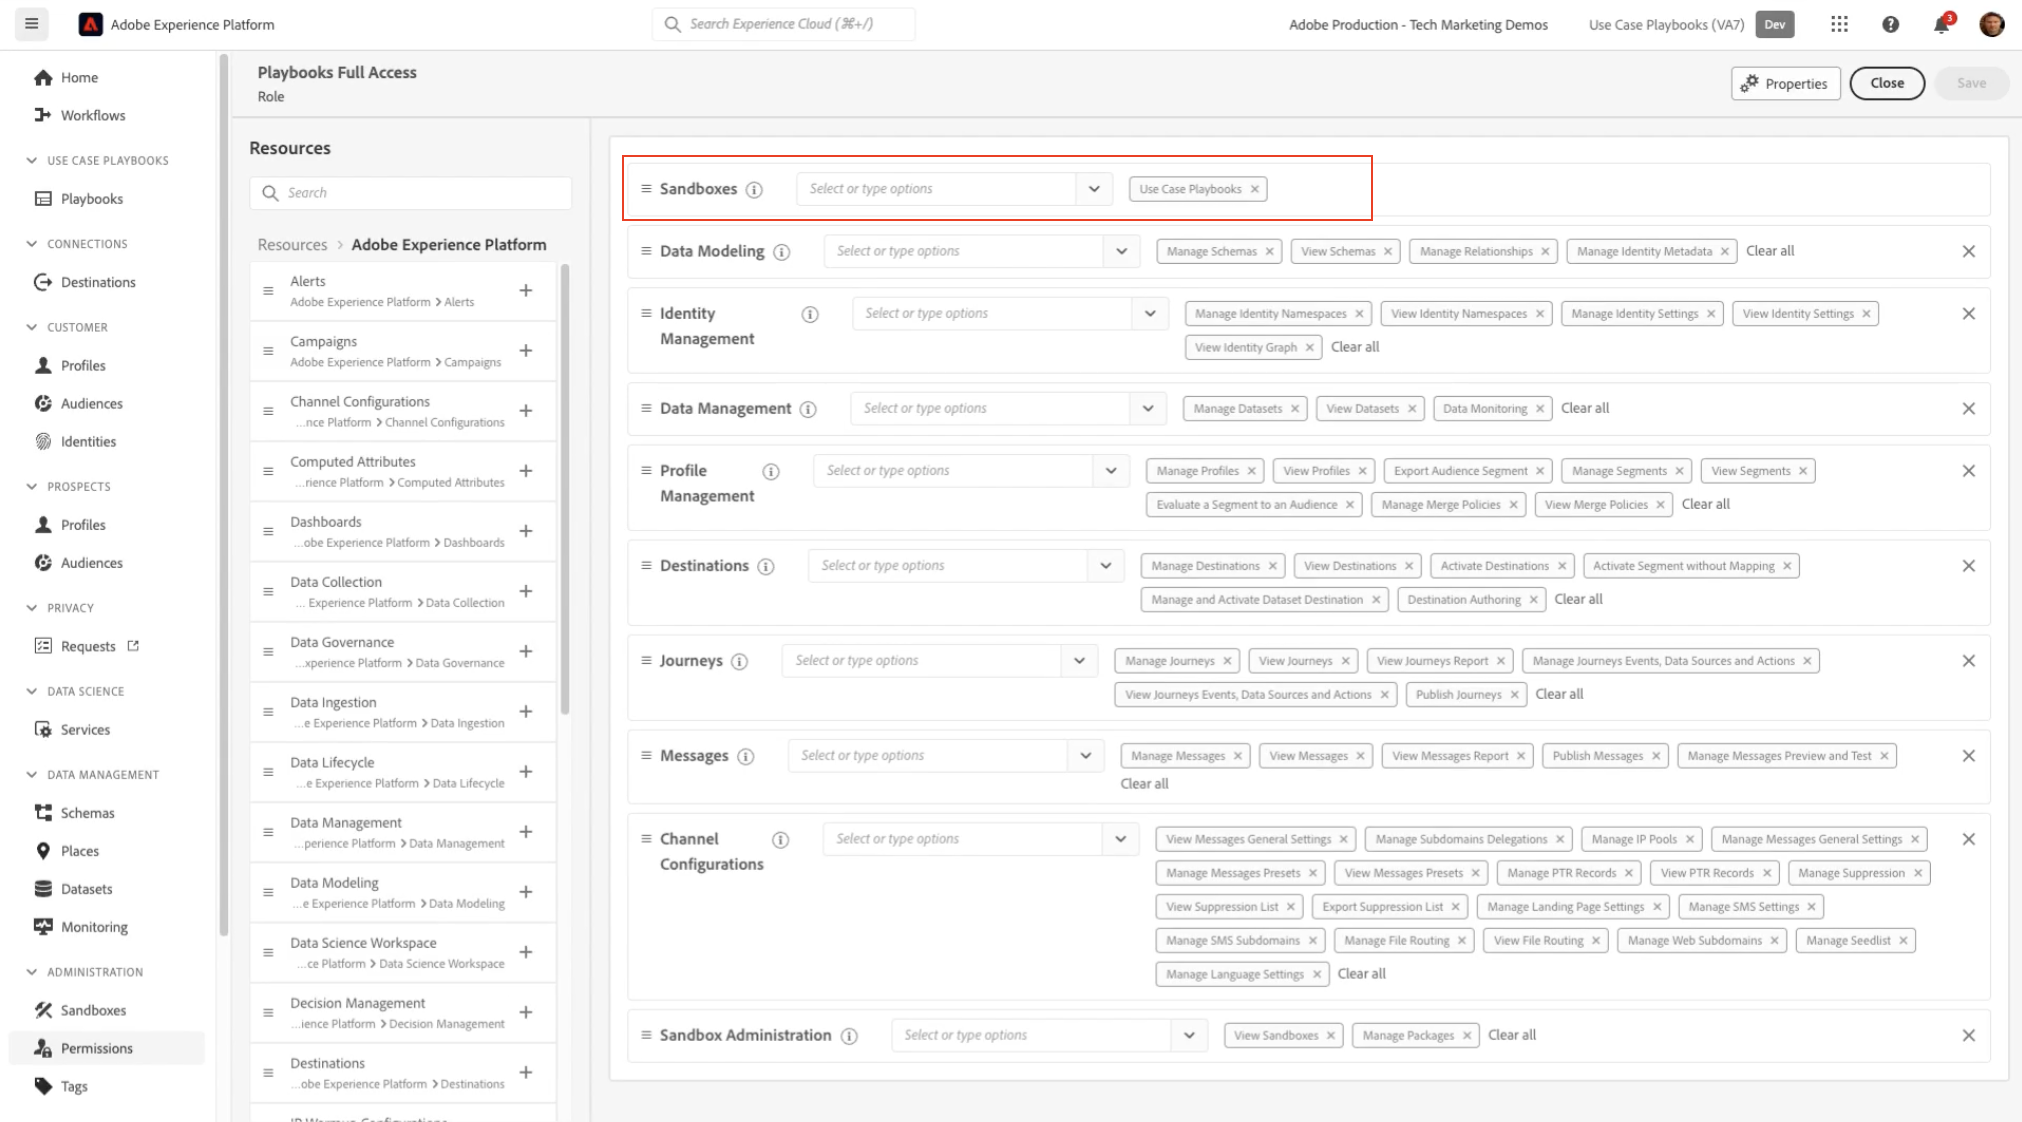 Adobe Experience Platform
Search Experience Cloud (⌘+/)
Adobe Production - Tech Marketing Demos
Use Case Playbooks (VA7)
Dev
3
Home
Workflows
USE CASE PLAYBOOKS
Playbooks
CONNECTIONS
Destinations
CUSTOMER
Profiles
Audiences
Identities
PROSPECTS
Profiles
Audiences
PRIVACY
Requests
DATA SCIENCE
Services
DATA MANAGEMENT
Schemas
Places
Datasets
Monitoring
ADMINISTRATION
Sandboxes
Permissions
Tags
Playbooks Full Access
Role
Properties
Close
Save
Resources
Search
Resources > Adobe Experience Platform
Alerts
Adobe Experience Platform > Alerts
Campaigns
Adobe Experience Platform > Campaigns
Channel Configurations
...nce Platform > Channel Configurations
Computed Attributes
...rience Platform > Computed Attributes
Dashboards
...obe Experience Platform > Dashboards
Data Collection
... Experience Platform > Data Collection
Data Governance
...xperience Platform > Data Governance
Data Ingestion
...e Experience Platform > Data Ingestion
Data Lifecycle
...e Experience Platform > Data Lifecycle
Data Management
...perience Platform > Data Management
Data Modeling
...e Experience Platform > Data Modeling
Data Science Workspace
...ce Platform > Data Science Workspace
Decision Management
...ience Platform > Decision Management
Destinations
...obe Experience Platform > Destinations
Sandboxes Select or type options Use Case Playbooks
Data Modeling Select or type options Manage Schemas View Schemas Manage Relationships Manage Identity Metadata Clear all
Identity Management Select or type options Manage Identity Namespaces View Identity Namespaces Manage Identity Settings View Identity Settings
View Identity Graph Clear all
Data Management Select or type options Manage Datasets View Datasets Data Monitoring Clear all
Profile Management Select or type options Manage Profiles View Profiles Export Audience Segment Manage Segments View Segments
Evaluate a Segment to an Audience Manage Merge Policies View Merge Policies Clear all
Destinations Select or type options Manage Destinations View Destinations Activate Destinations Activate Segment without Mapping
Manage and Activate Dataset Destination Destination Authoring Clear all
Journeys Select or type options Manage Journeys View Journeys View Journeys Report Manage Journeys Events, Data Sources and Actions
View Journeys Events, Data Sources and Actions Publish Journeys Clear all
Messages Select or type options Manage Messages View Messages View Messages Report Publish Messages Manage Messages Preview and Test
Clear all
Channel Configurations Select or type options View Messages General Settings Manage Subdomains Delegations Manage IP Pools Manage Messages General Settings
Manage Messages Presets View Messages Presets Manage PTR Records View PTR Records Manage Suppression
View Suppression List Export Suppression List Manage Landing Page Settings Manage SMS Settings
Manage SMS Subdomains Manage File Routing View File Routing Manage Web Subdomains Manage Seedlist
Manage Language Settings Clear all
Sandbox Administration Select or type options View Sandboxes Manage Packages Clear all